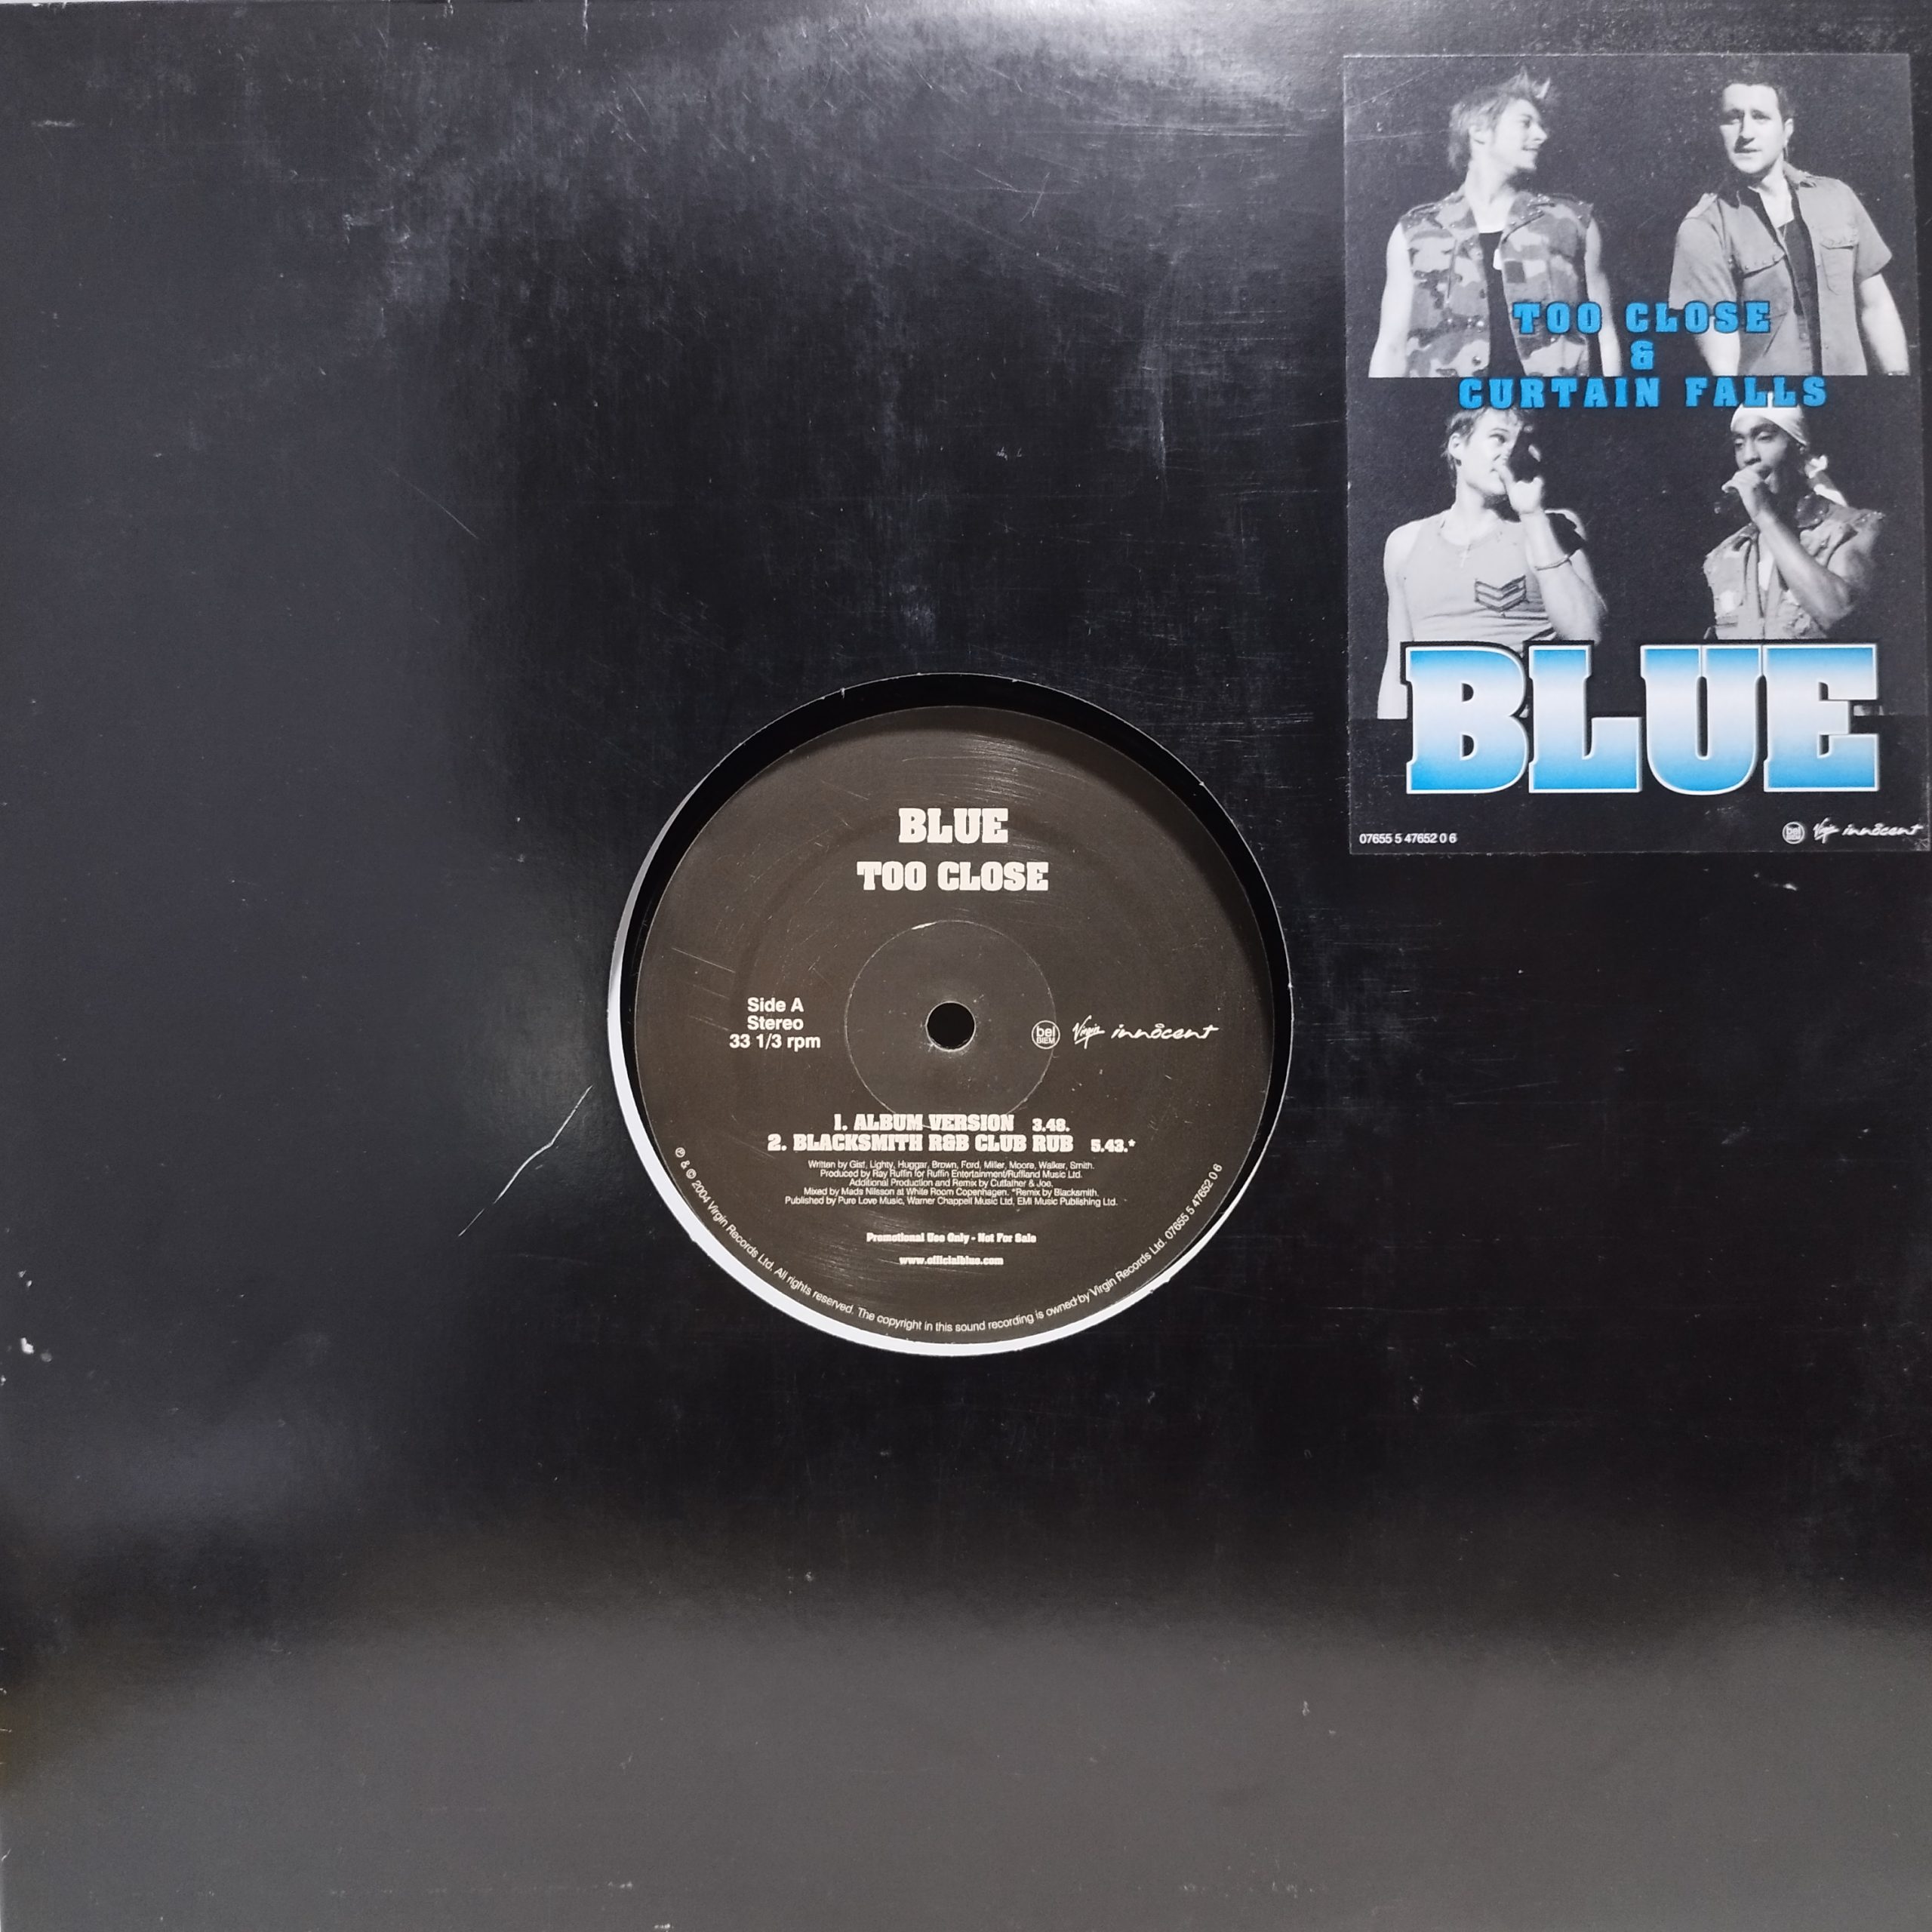 TOO CLOSE
&
CURTAIN FALLS
BLUE
07655 5 47652 0 6
bel
Virgin
innocent
BLUE
TOO CLOSE
Side A
Stereo
33 1/3 rpm
bel
BIEM
Virgin
innocent
1. ALBUM VERSION 3.48.
2. BLACKSMITH R&B CLUB RUB 5.43.*
Written by Gist, Lighty, Huggar, Brown, Ford, Miller, Moore, Walker, Smith.
Produced by Ray Ruffin for Ruffin Entertainment/Ruffland Music Ltd.
Additional Production and Remix by Cutfather & Joe.
Mixed by Mads Nilsson at White Room Copenhagen. *Remix by Blacksmith.
Published by Pure Love Music, Warner Chappell Music Ltd, EMI Music Publishing Ltd.
Promotional Use Only - Not For Sale
www.officialblue.com
℗ & © 2004 Virgin Records Ltd. All rights reserved. The copyright in this sound recording is owned by Virgin Records Ltd. 07655 5 47652 0 6